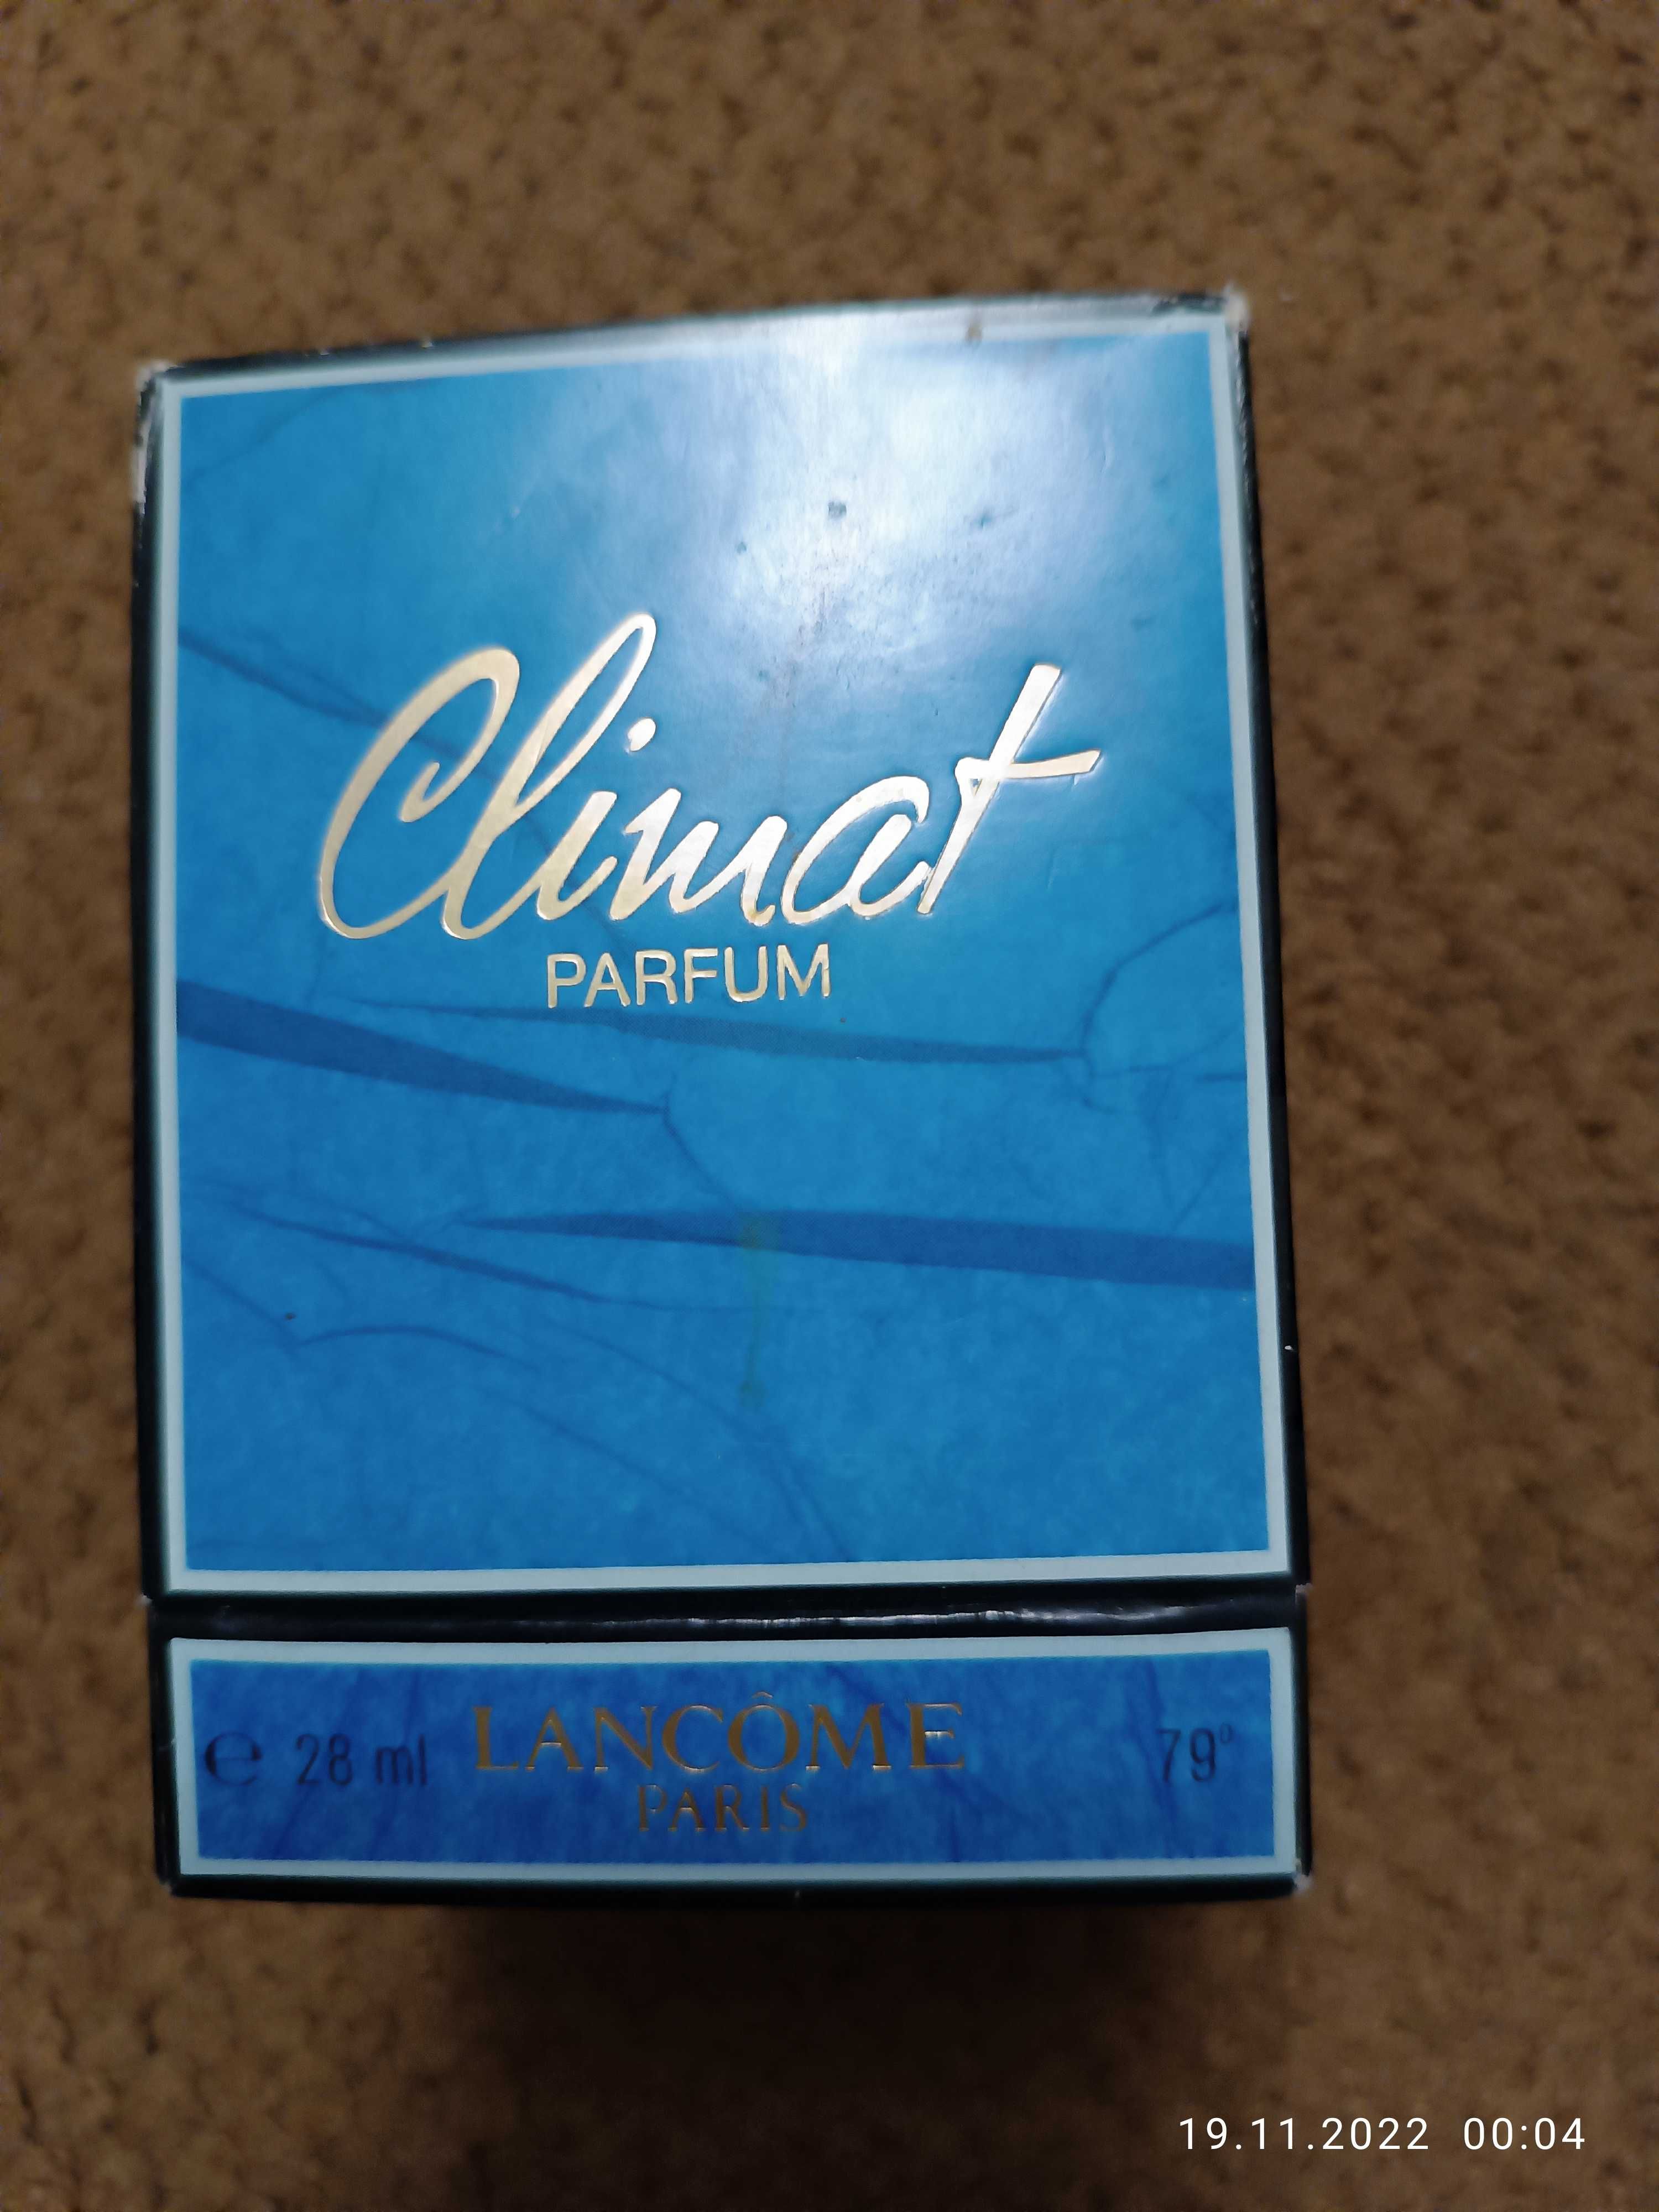 Climat
PARFUM
℮ 28 ml LANCÔME 79°
PARIS
19.11.2022 00:04